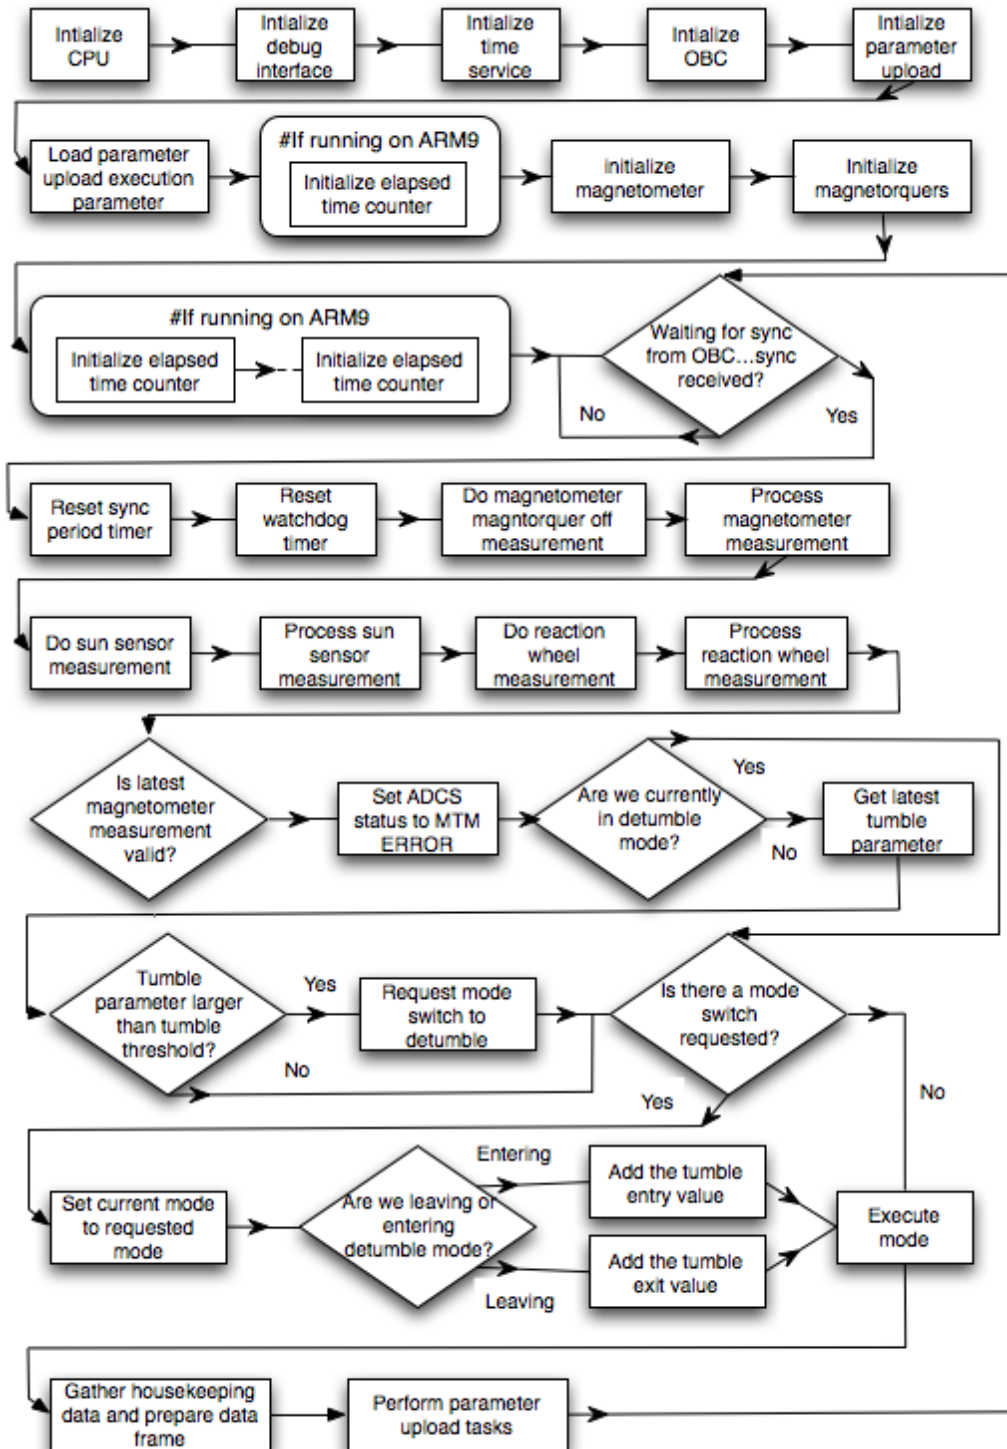 Intialize
CPU
Intialize
debug
interface
Intialize
time
service
Intialize
OBC
Intialize
parameter
upload
Load parameter
upload execution
parameter
#If running on ARM9
Initialize elapsed
time counter
initialize
magnetometer
Initialize
magnetorquers
#If running on ARM9
Initialize elapsed
time counter
Initialize elapsed
time counter
Waiting for sync
from OBC...sync
received?
No
Yes
Reset sync
period timer
Reset
watchdog
timer
Do magnetometer
magntorquer off
measurement
Process
magnetometer
measurement
Do sun sensor
measurement
Process sun
sensor
measurement
Do reaction
wheel
measurement
Process
reaction wheel
measurement
Is latest
magnetometer
measurement
valid?
Set ADCS
status to MTM
ERROR
Are we currently
in detumble
mode?
Yes
No
Get latest
tumble
parameter
Tumble
parameter larger
than tumble
threshold?
Yes
No
Request mode
switch to
detumble
Is there a mode
switch
requested?
Yes
No
Set current mode
to requested
mode
Are we leaving or
entering
detumble mode?
Entering
Leaving
Add the tumble
entry value
Add the tumble
exit value
Execute
mode
Gather housekeeping
data and prepare data
frame
Perform parameter
upload tasks